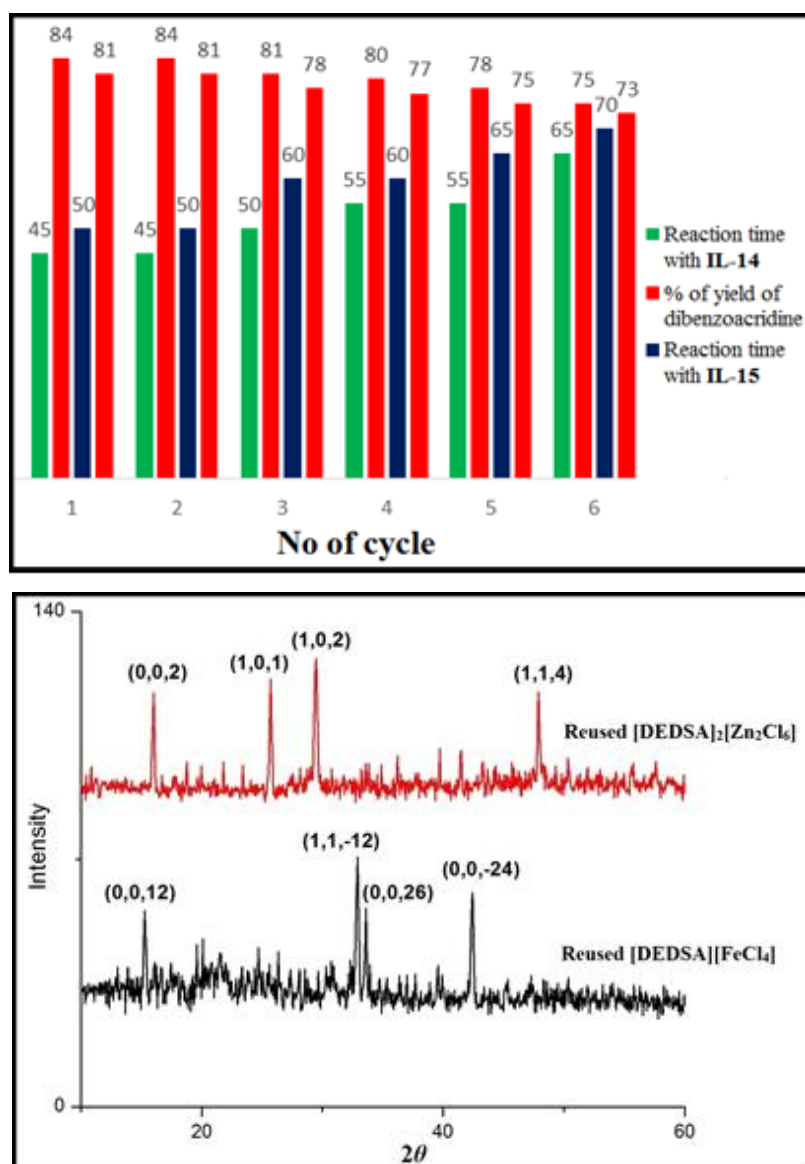 84 84
81 81 81 80
78 77 78
75 75 73
70
65 65
60 60
55 55
50 50 50
45 45
Reaction time
with IL-14
% of yield of
dibenzoacridine
Reaction time
with IL-15
1 2 3 4 5 6
No of cycle
140
(1,0,2)
(0,0,2) (1,0,1) (1,1,4)
Reused [DEDSA]₂[Zn₂Cl₆]
Intensity
(1,1,-12)
(0,0,12) (0,0,26) (0,0,-24)
Reused [DEDSA][FeCl₄]
0
20 40 60
2θ